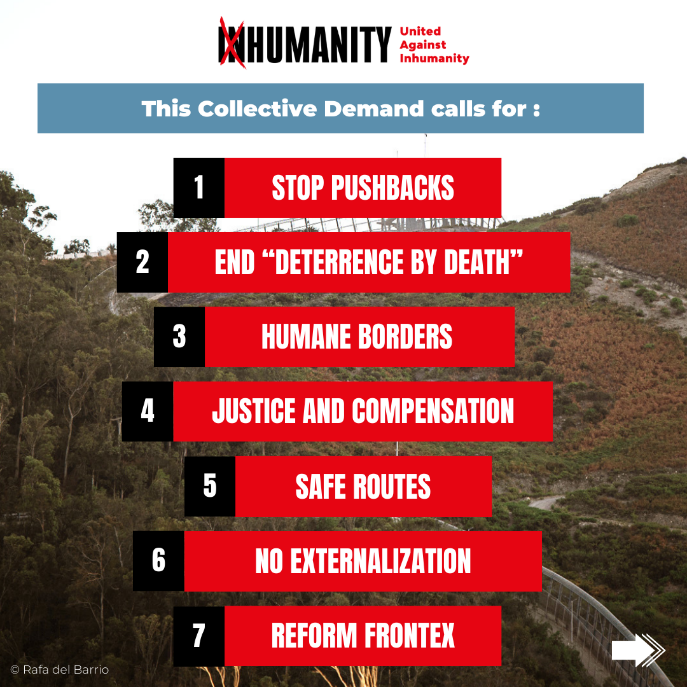 INHUMANITY
United
Against
Inhumanity
This Collective Demand calls for :
1 STOP PUSHBACKS
2 END “DETERRENCE BY DEATH”
3 HUMANE BORDERS
4 JUSTICE AND COMPENSATION
5 SAFE ROUTES
6 NO EXTERNALIZATION
7 REFORM FRONTEX
© Rafa del Barrio